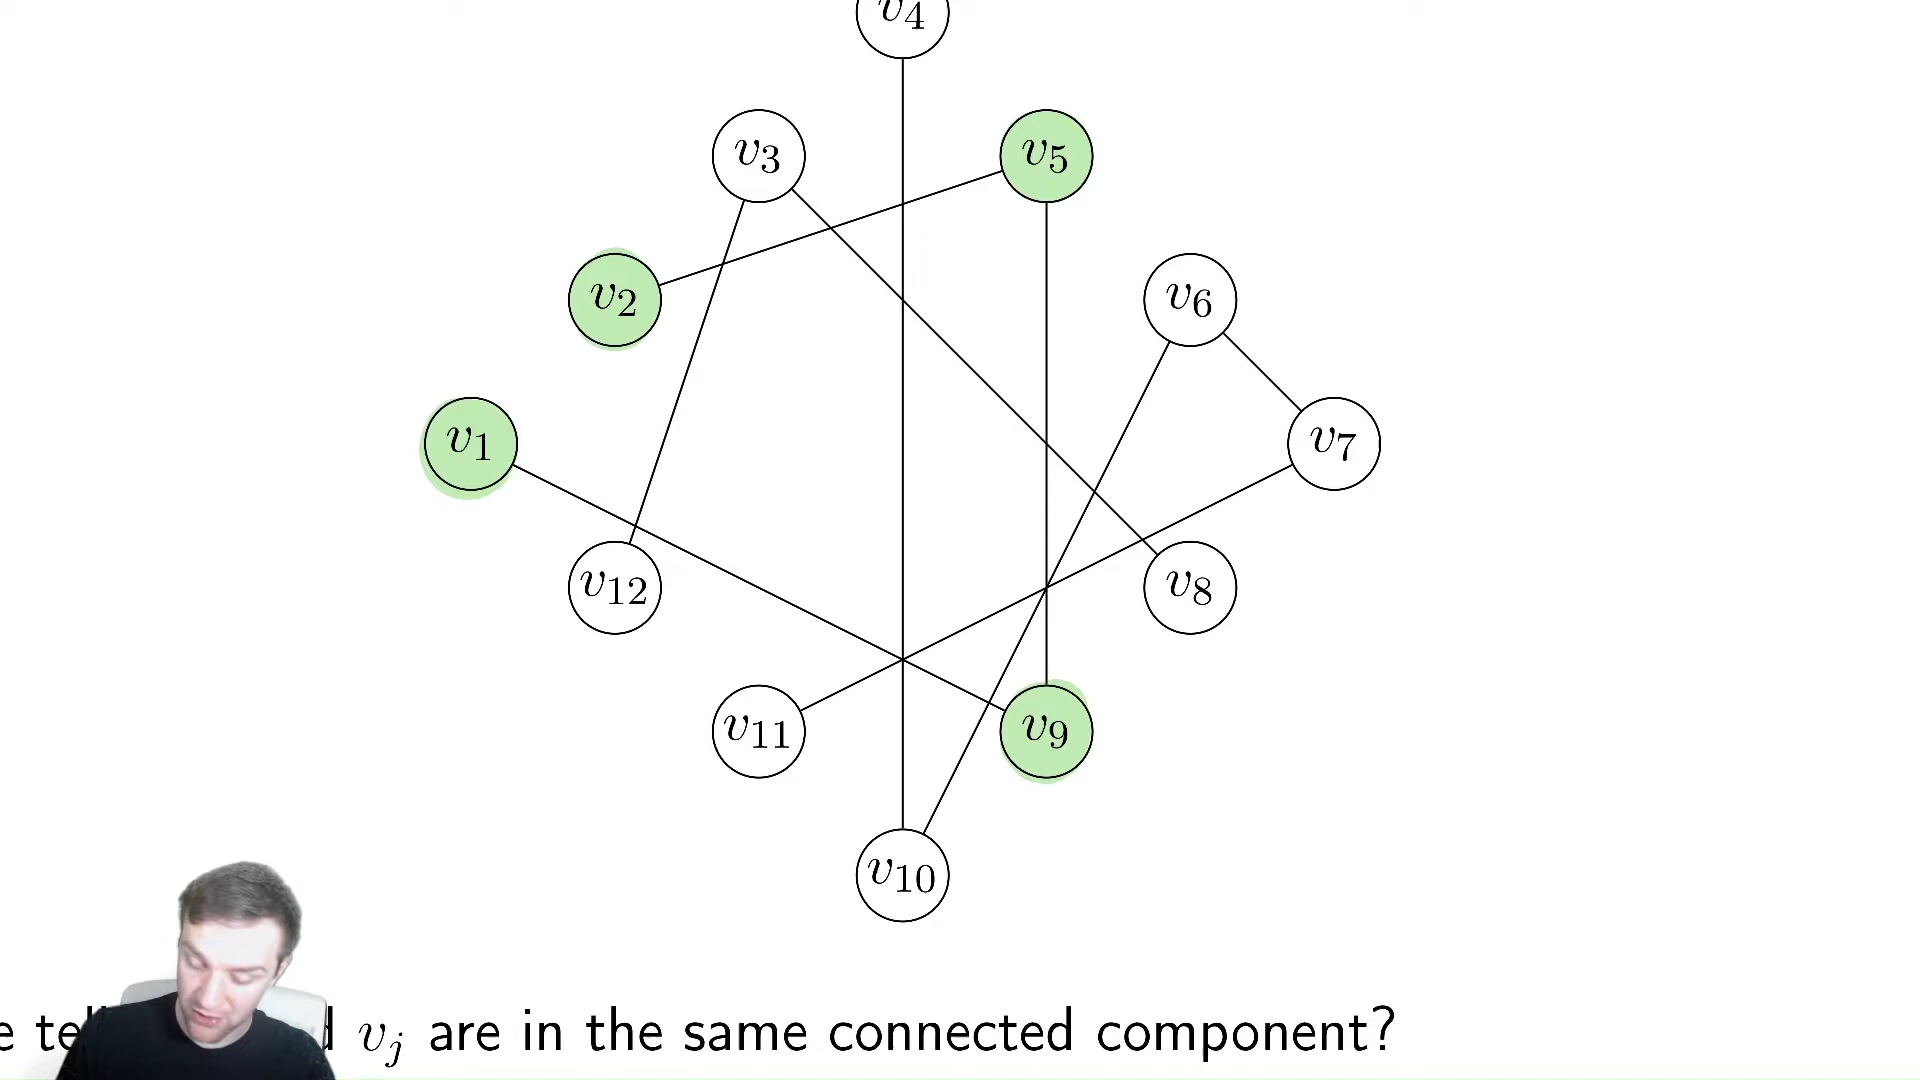 v4
v3
v5
v2
v6
v1
v7
v12
v8
v11
v9
v10
vj are in the same connected component?